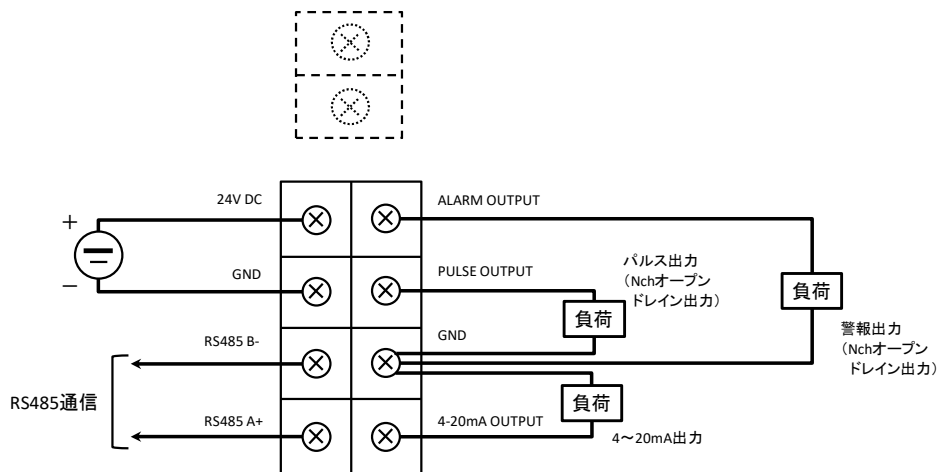 24V DC
ALARM OUTPUT
+
GND
PULSE OUTPUT
パルス出力
（Nchオープン
ドレイン出力）
−
負荷
負荷
RS485 B-
GND
警報出力
（Nchオープン
ドレイン出力）
RS485通信
負荷
RS485 A+
4-20mA OUTPUT
4～20mA出力